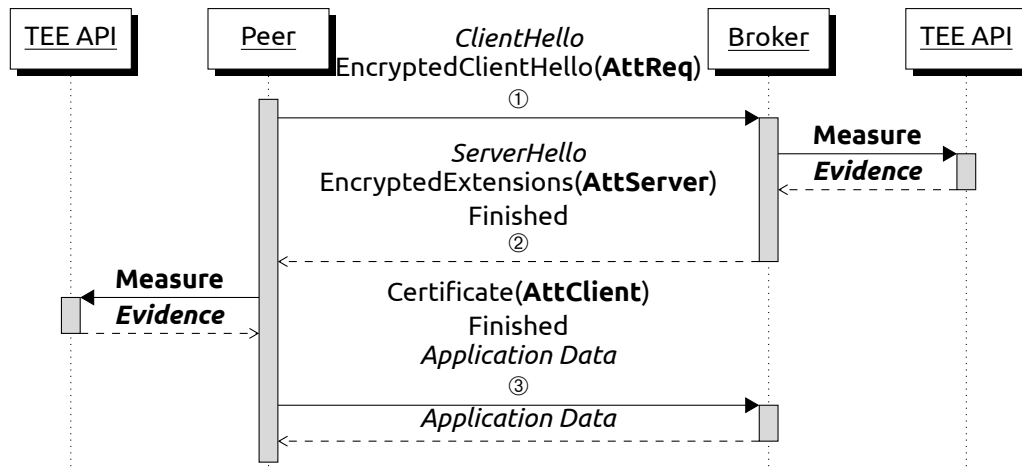 TEE API
Peer
Broker
TEE API
ClientHello
EncryptedClientHello(AttReq)
①
Measure
Evidence
ServerHello
EncryptedExtensions(AttServer)
Finished
②
Measure
Evidence
Certificate(AttClient)
Finished
Application Data
③
Application Data